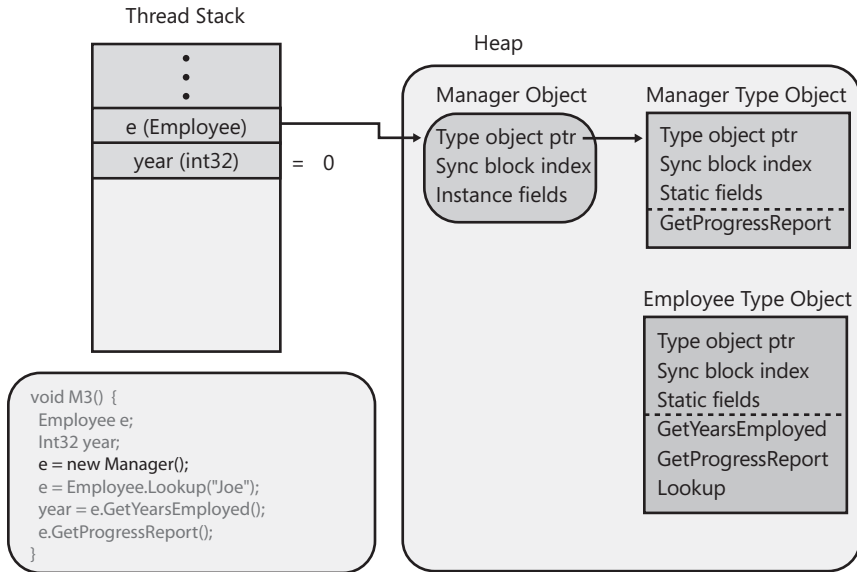 Thread Stack
e (Employee)
year (int32)
= 0
Heap
Manager Object
Type object ptr
Sync block index
Instance fields
Manager Type Object
Type object ptr
Sync block index
Static fields
GetProgressReport
Employee Type Object
Type object ptr
Sync block index
Static fields
GetYearsEmployed
GetProgressReport
Lookup
void M3() {
Employee e;
Int32 year;
e = new Manager();
e = Employee.Lookup("Joe");
year = e.GetYearsEmployed();
e.GetProgressReport();
}